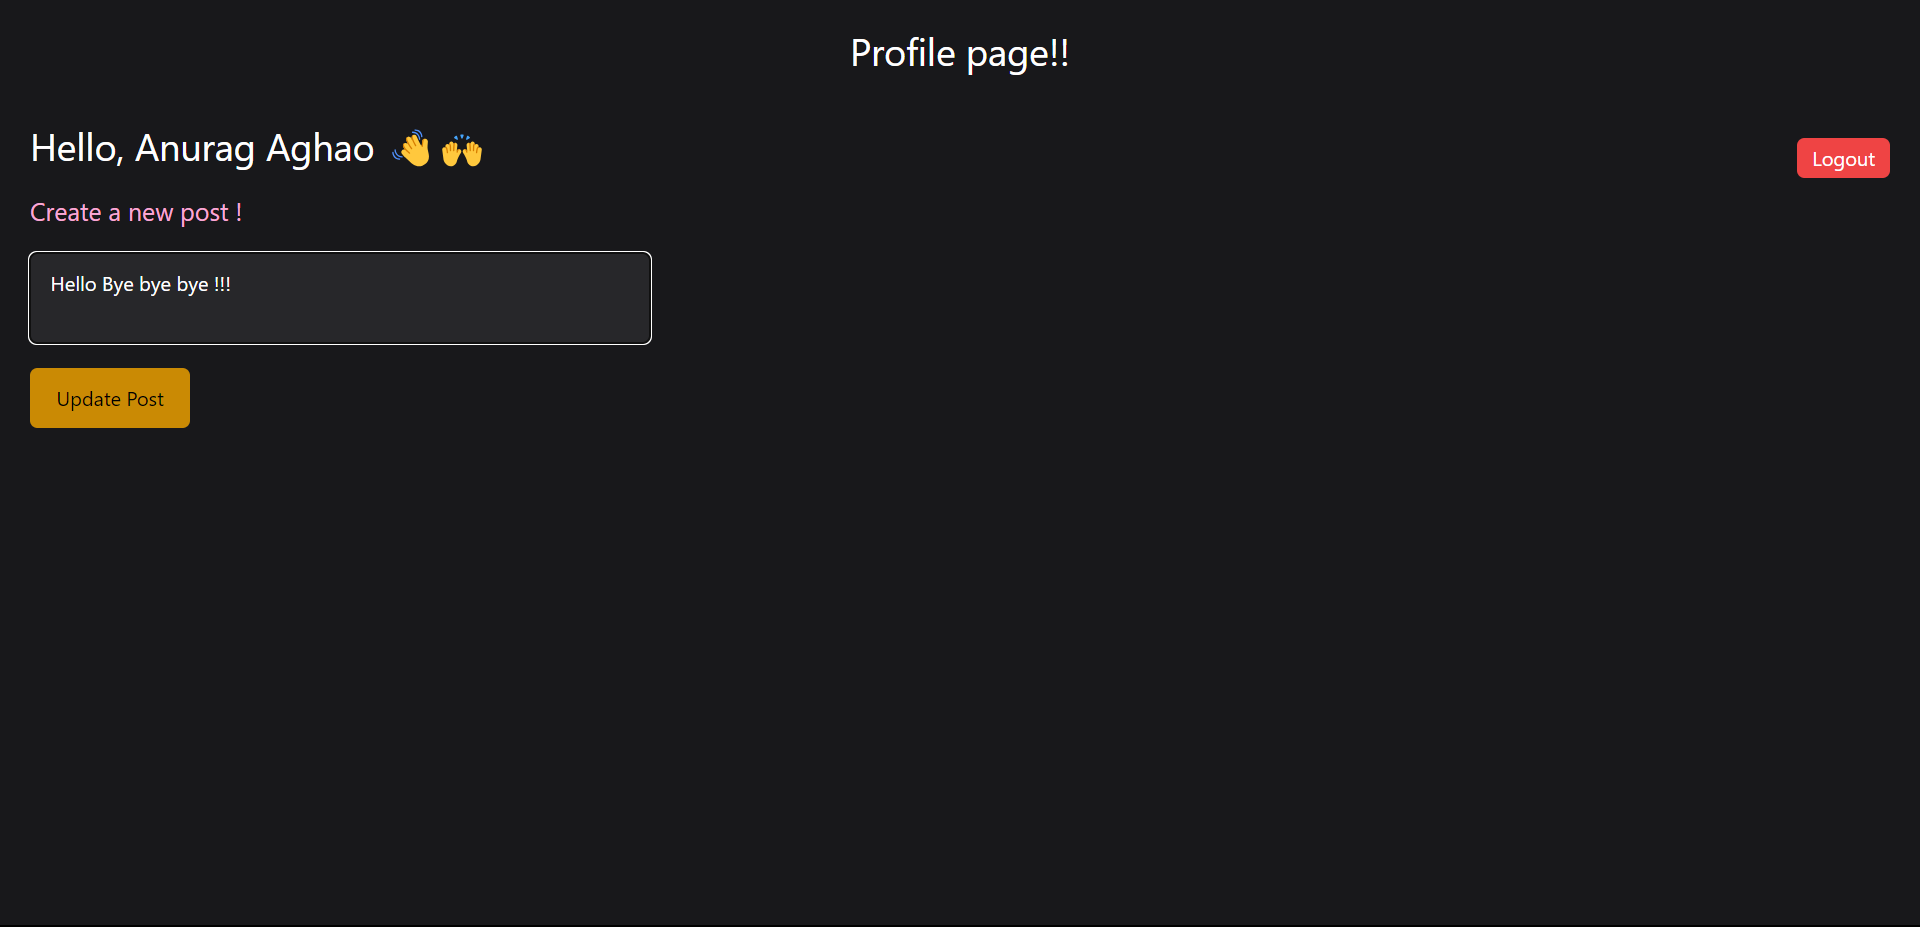 Profile page!!
Hello, Anurag Aghao 👋🙌
Logout
Create a new post !
Hello Bye bye bye !!!
Update Post